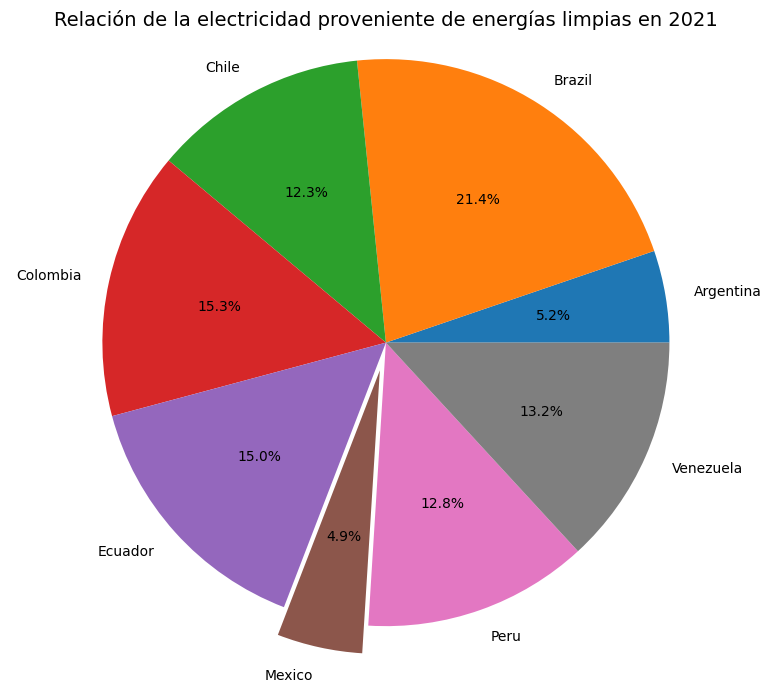 Relación de la electricidad proveniente de energías limpias en 2021
Chile
Brazil
12.3%
21.4%
Colombia
15.3%
Argentina
5.2%
13.2%
15.0%
Venezuela
12.8%
4.9%
Ecuador
Peru
Mexico